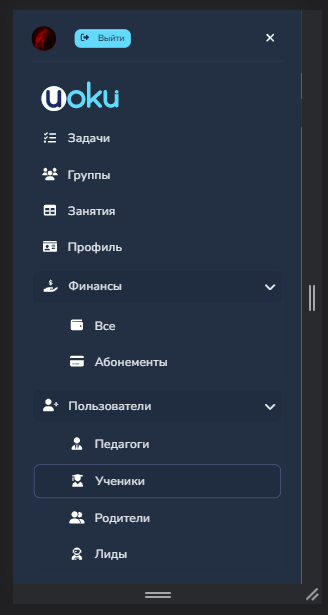 Выйти
uoku
Задачи
Группы
Занятия
Профиль
Финансы
Все
Абонементы
Пользователи
Педагоги
Ученики
Родители
Лиды